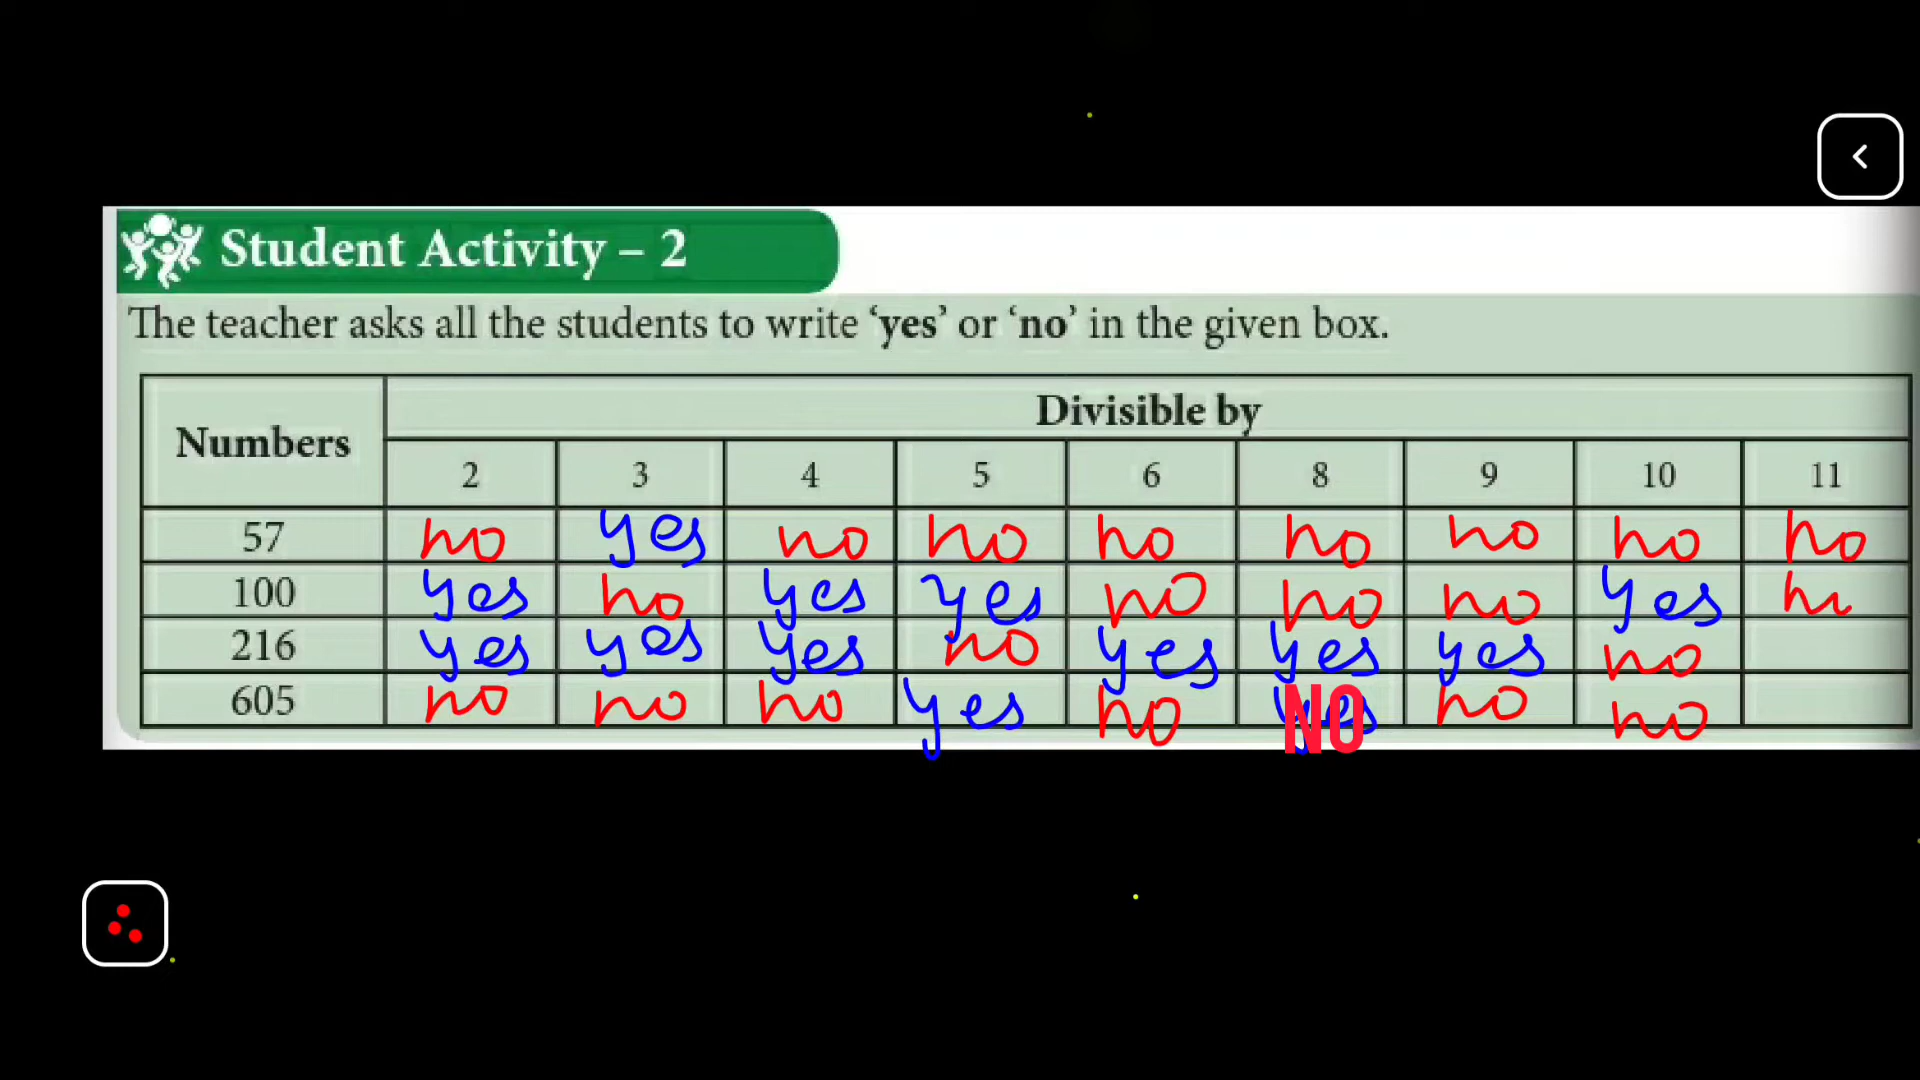 Student Activity – 2
The teacher asks all the students to write ‘yes’ or ‘no’ in the given box.
Numbers Divisible by
2 3 4 5 6 8 9 10 11
57 no yes no no no no no no no
100 yes no yes yes no no no yes
216 yes yes yes no yes yes yes no
605 no no no yes no NO no no